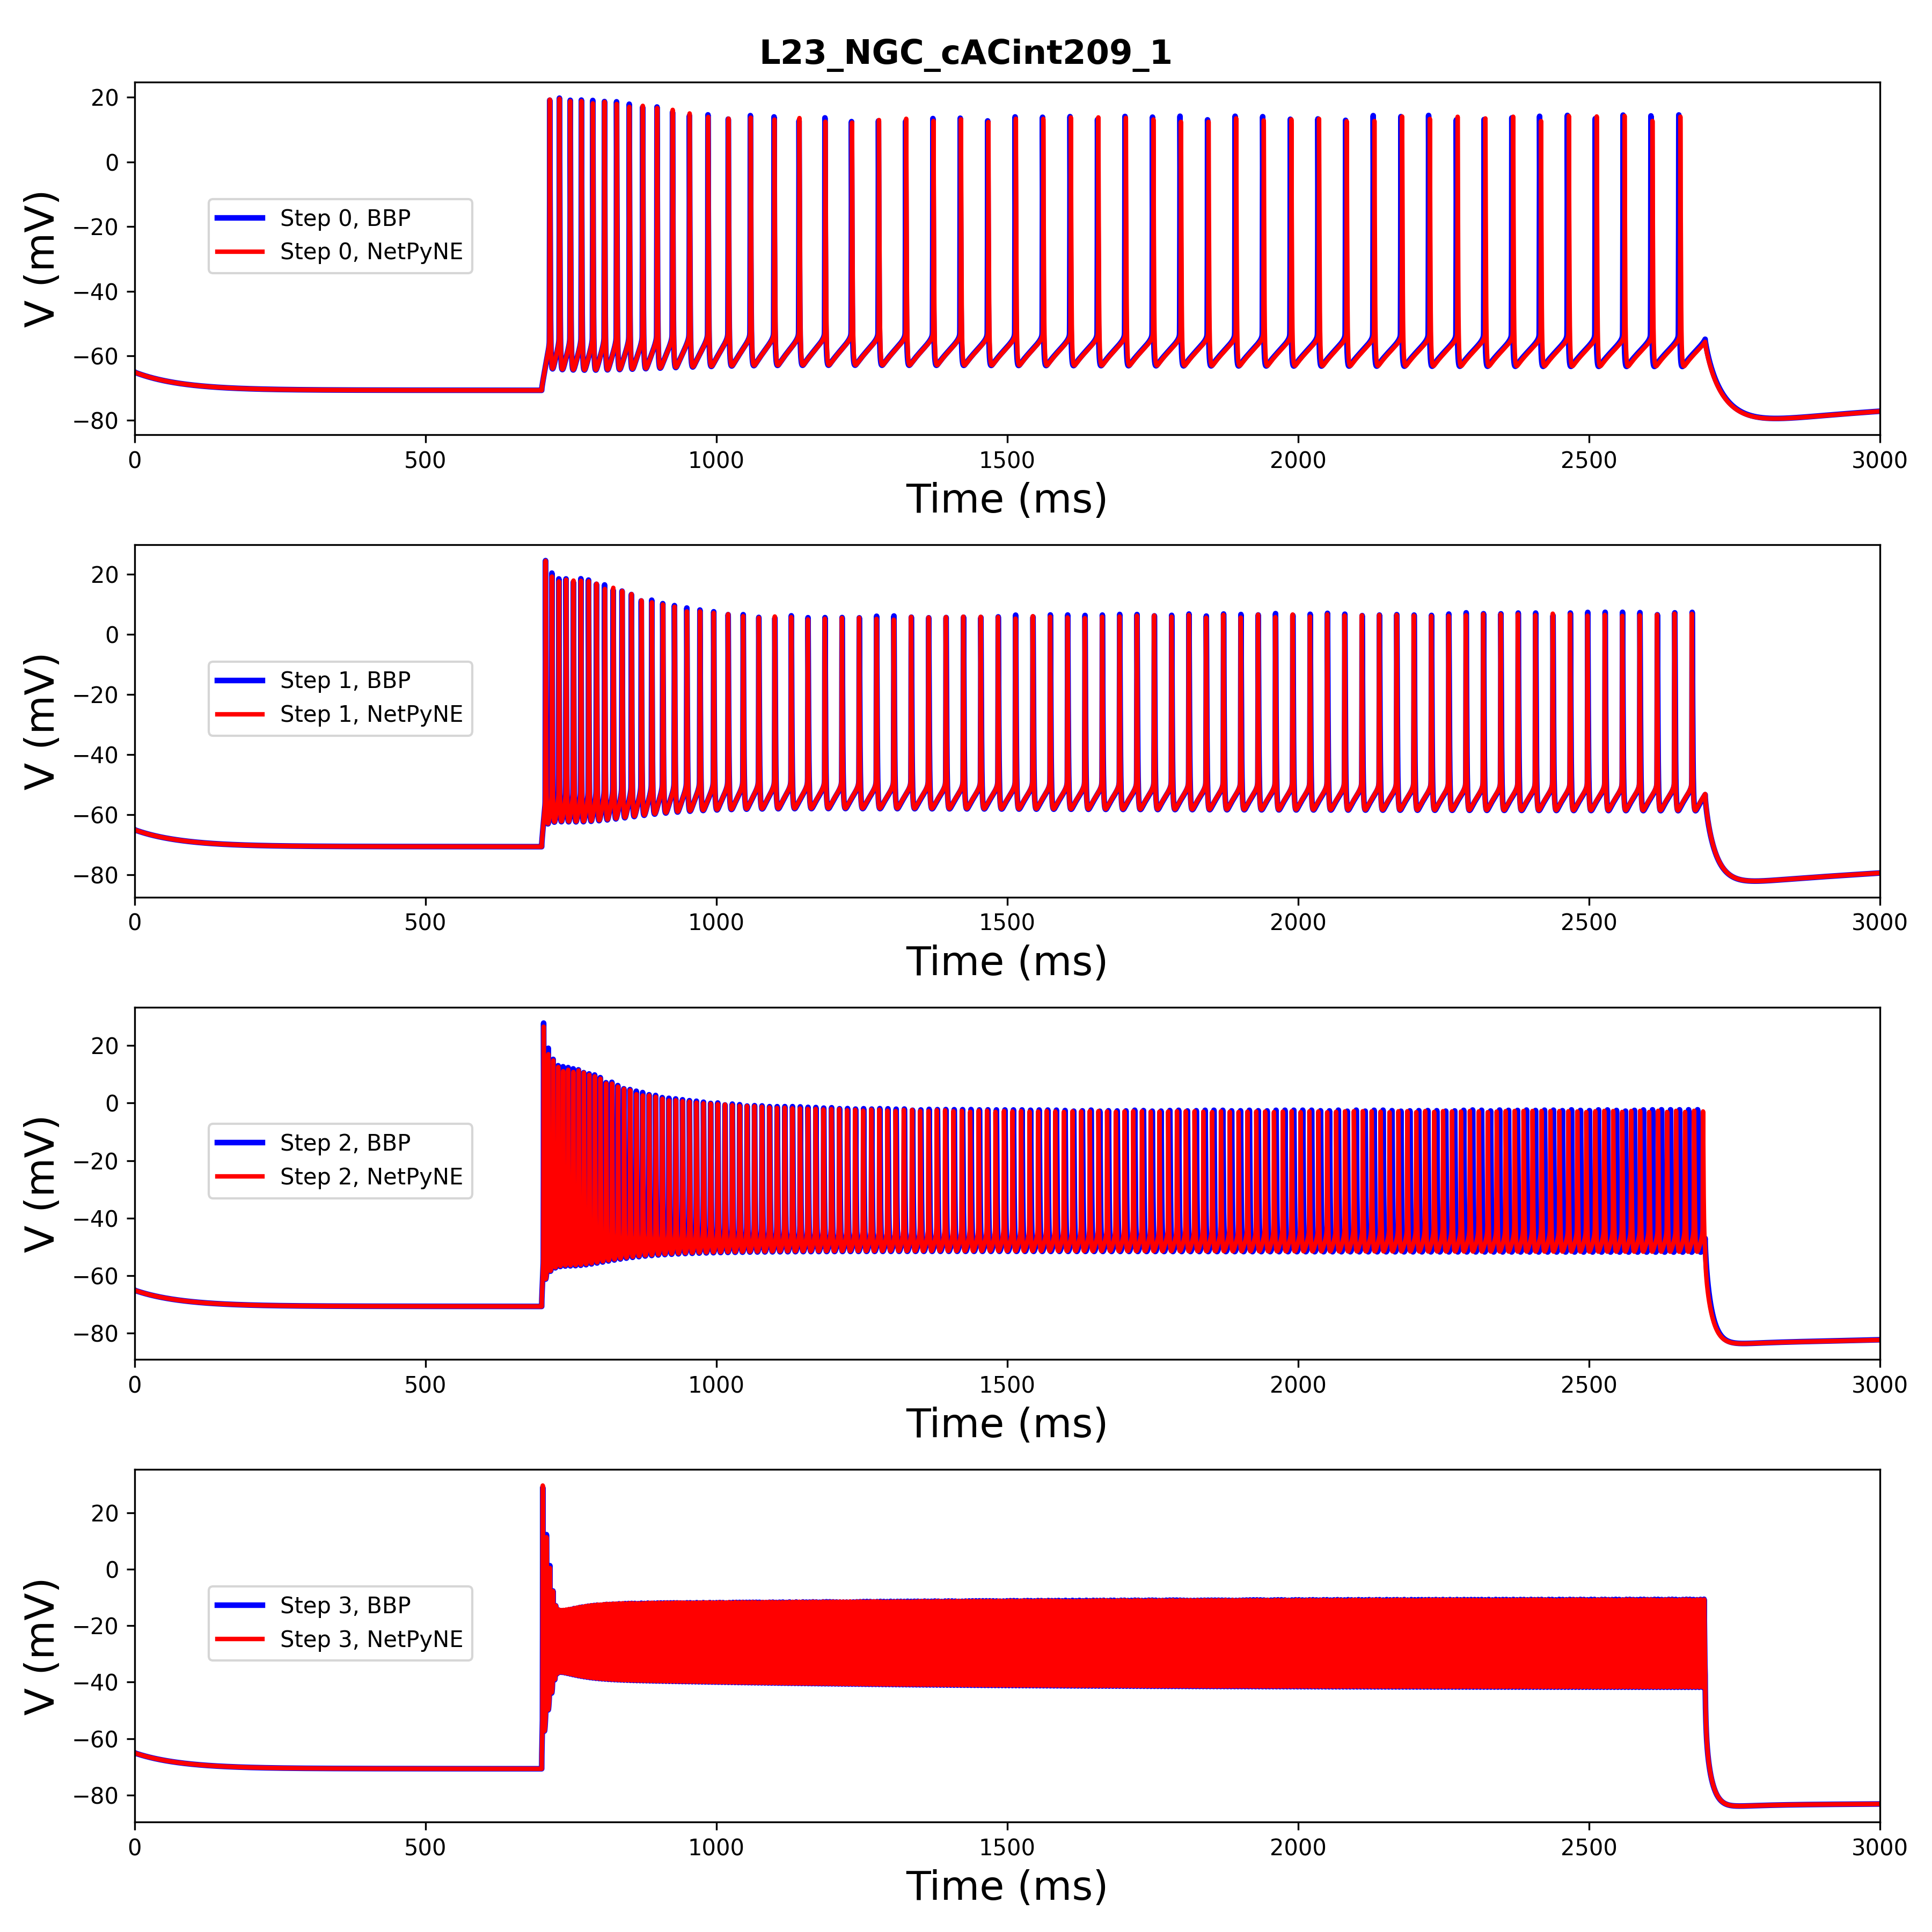 L23_NGC_cACint209_1
20
0
−20
−40
−60
−80
V (mV)
Step 0, BBP
Step 0, NetPyNE
0 500 1000 1500 2000 2500 3000
Time (ms)
20
0
−20
−40
−60
−80
V (mV)
Step 1, BBP
Step 1, NetPyNE
0 500 1000 1500 2000 2500 3000
Time (ms)
20
0
−20
−40
−60
−80
V (mV)
Step 2, BBP
Step 2, NetPyNE
0 500 1000 1500 2000 2500 3000
Time (ms)
20
0
−20
−40
−60
−80
V (mV)
Step 3, BBP
Step 3, NetPyNE
0 500 1000 1500 2000 2500 3000
Time (ms)